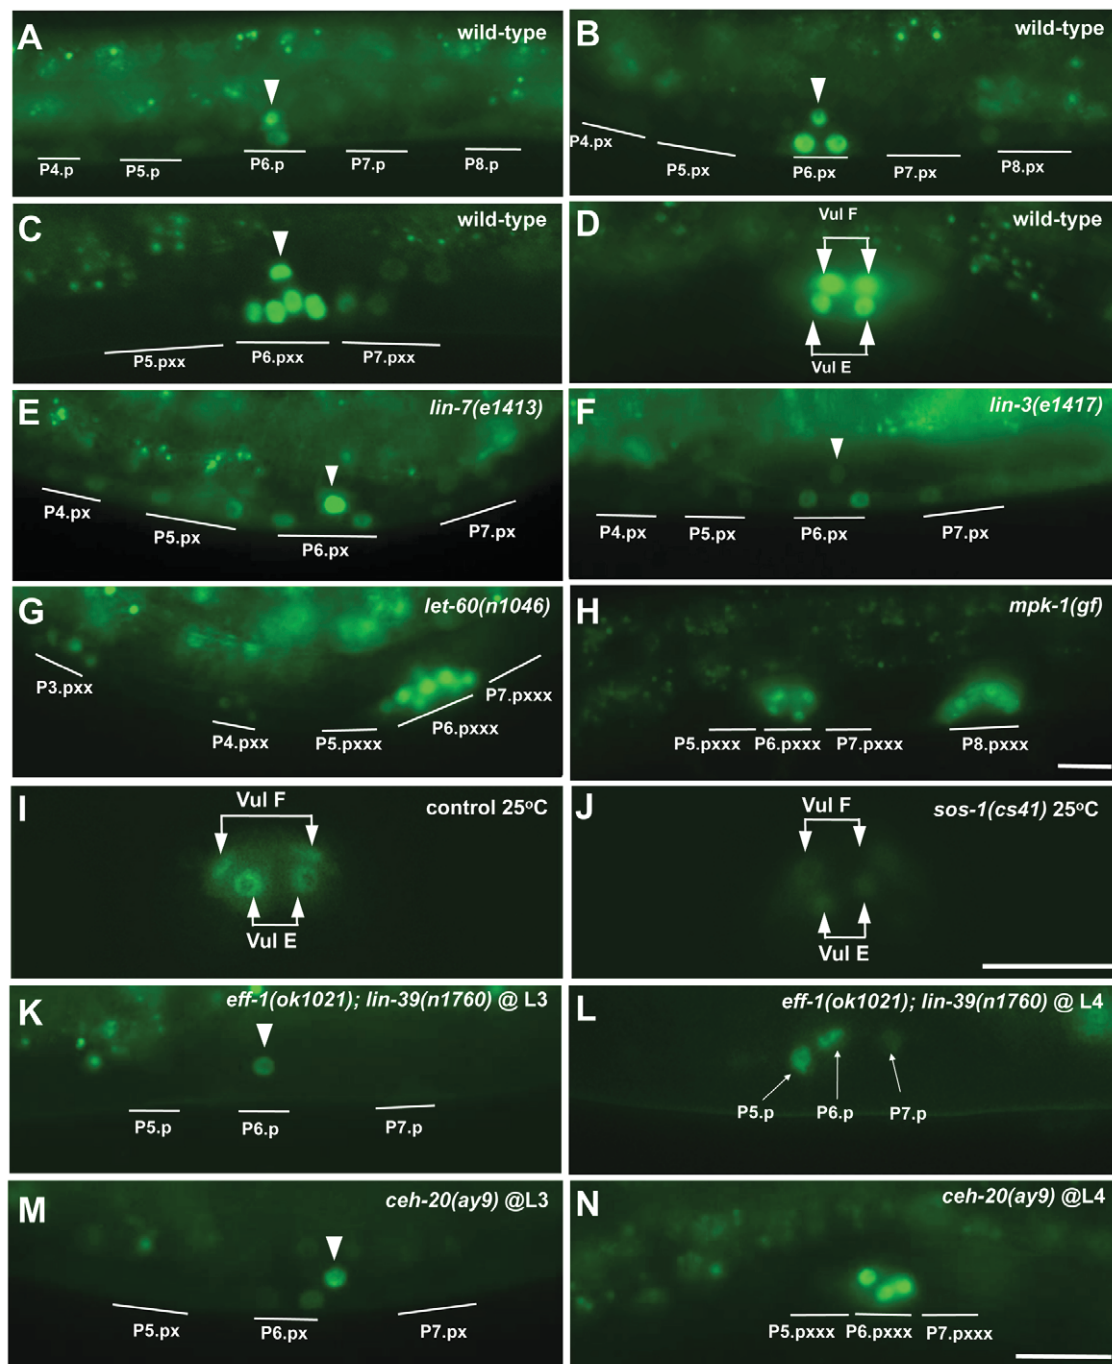 A
wild-type
P4.p
P5.p
P6.p
P7.p
P8.p
B
wild-type
P4.px
P5.px
P6.px
P7.px
P8.px
C
wild-type
P5.pxx
P6.pxx
P7.pxx
D
wild-type
Vul F
Vul E
E
lin-7(e1413)
P4.px
P5.px
P6.px
P7.px
F
lin-3(e1417)
P4.px
P5.px
P6.px
P7.px
G
let-60(n1046)
P3.pxx
P4.pxx
P5.pxxx
P6.pxxx
P7.pxxx
H
mpk-1(gf)
P5.pxxx
P6.pxxx
P7.pxxx
P8.pxxx
I
Vul F
control 25°C
Vul E
J
Vul F
sos-1(cs41) 25°C
Vul E
K
eff-1(ok1021); lin-39(n1760) @ L3
P5.p
P6.p
P7.p
L
eff-1(ok1021); lin-39(n1760) @ L4
P5.p
P6.p
P7.p
M
ceh-20(ay9) @L3
P5.px
P6.px
P7.px
N
ceh-20(ay9) @L4
P5.pxxx
P6.pxxx
P7.pxxx